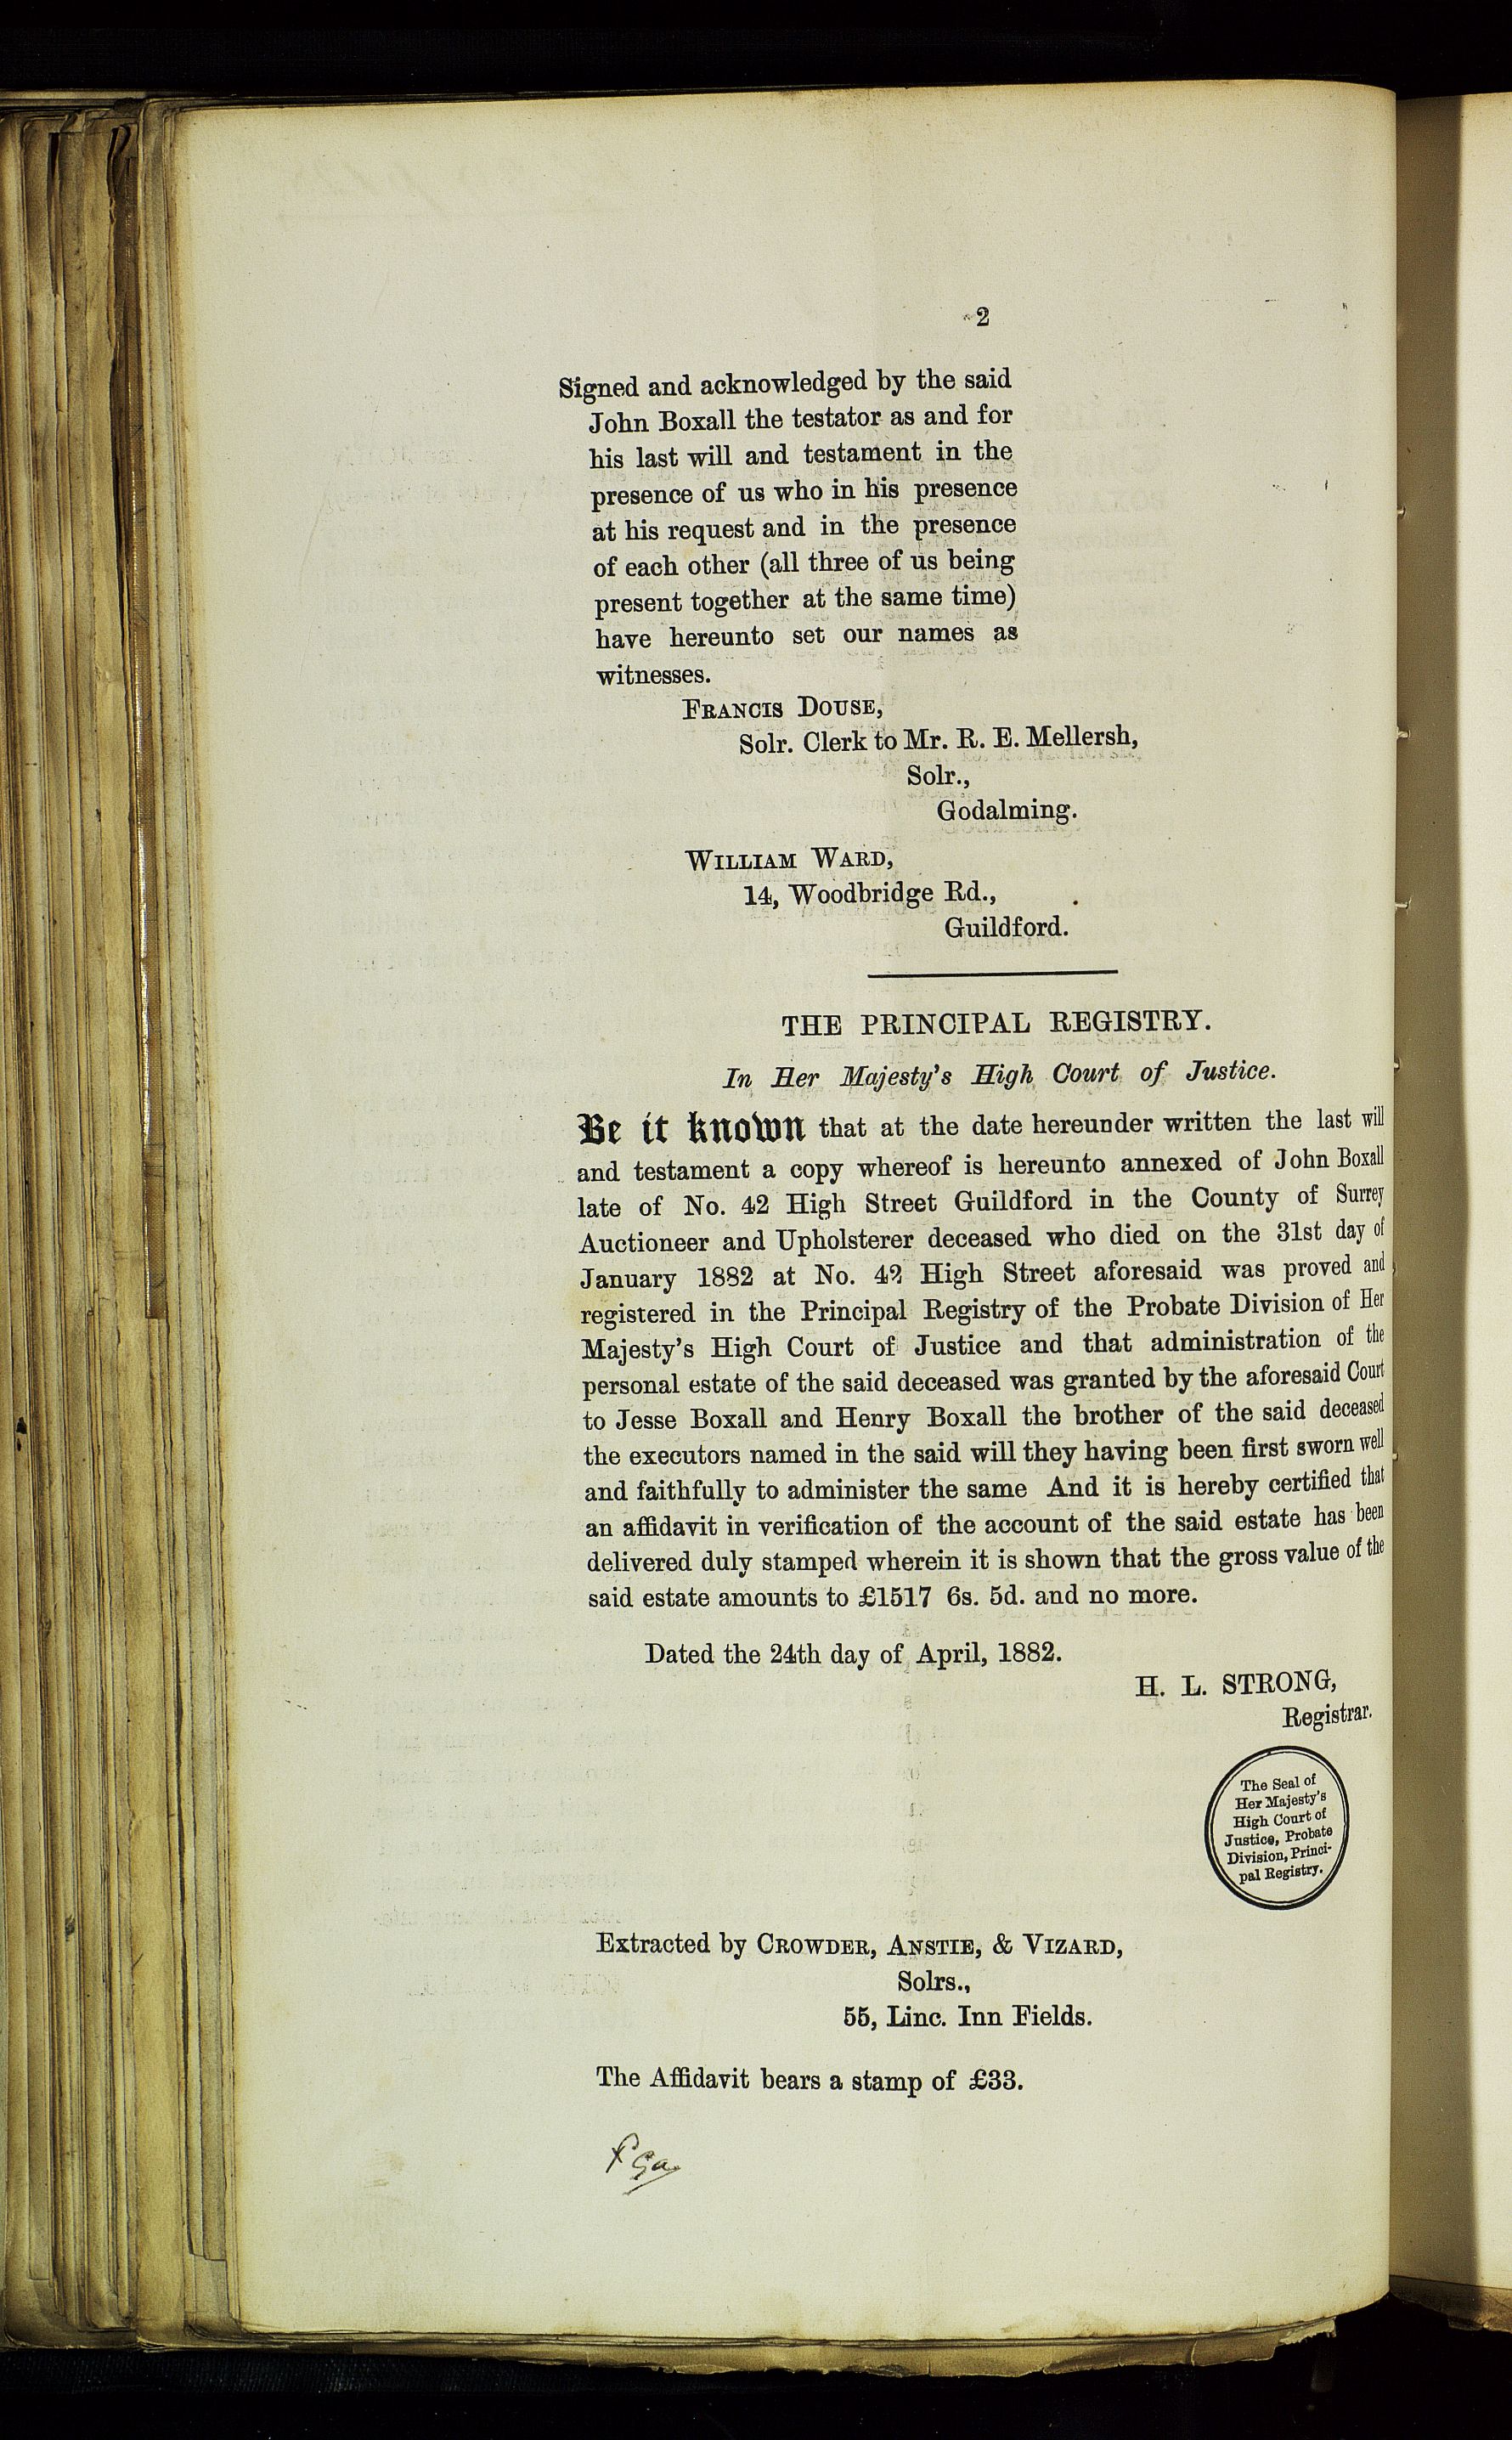 2
Signed and acknowledged by the said
John Boxall the testator as and for
his last will and testament in the
presence of us who in his presence
at his request and in the presence
of each other (all three of us being
present together at the same time)
have hereunto set our names as
witnesses.
FRANCIS DOUSE,
Solr. Clerk to Mr. R. E. Mellersh,
Solr.,
Godalming.
WILLIAM WARD,
14, Woodbridge Rd.,
Guildford.
THE PRINCIPAL REGISTRY.
In Her Majesty's High Court of Justice.
Be it known that at the date hereunder written the last will
and testament a copy whereof is hereunto annexed of John Boxall
late of No. 42 High Street Guildford in the County of Surrey
Auctioneer and Upholsterer deceased who died on the 31st day of
January 1882 at No. 42 High Street aforesaid was proved and
registered in the Principal Registry of the Probate Division of Her
Majesty's High Court of Justice and that administration of the
personal estate of the said deceased was granted by the aforesaid Court
to Jesse Boxall and Henry Boxall the brother of the said deceased
the executors named in the said will they having been first sworn well
and faithfully to administer the same And it is hereby certified that
an affidavit in verification of the account of the said estate has been
delivered duly stamped wherein it is shown that the gross value of the
said estate amounts to £1517 6s. 5d. and no more.
Dated the 24th day of April, 1882.
H. L. STRONG,
Registrar.
The Seal of
Her Majesty's
High Court of
Justice, Probate
Division, Princi-
pal Registry.
Extracted by CROWDER, ANSTIE, & VIZARD,
Solrs.,
55, Linc. Inn Fields.
The Affidavit bears a stamp of £33.